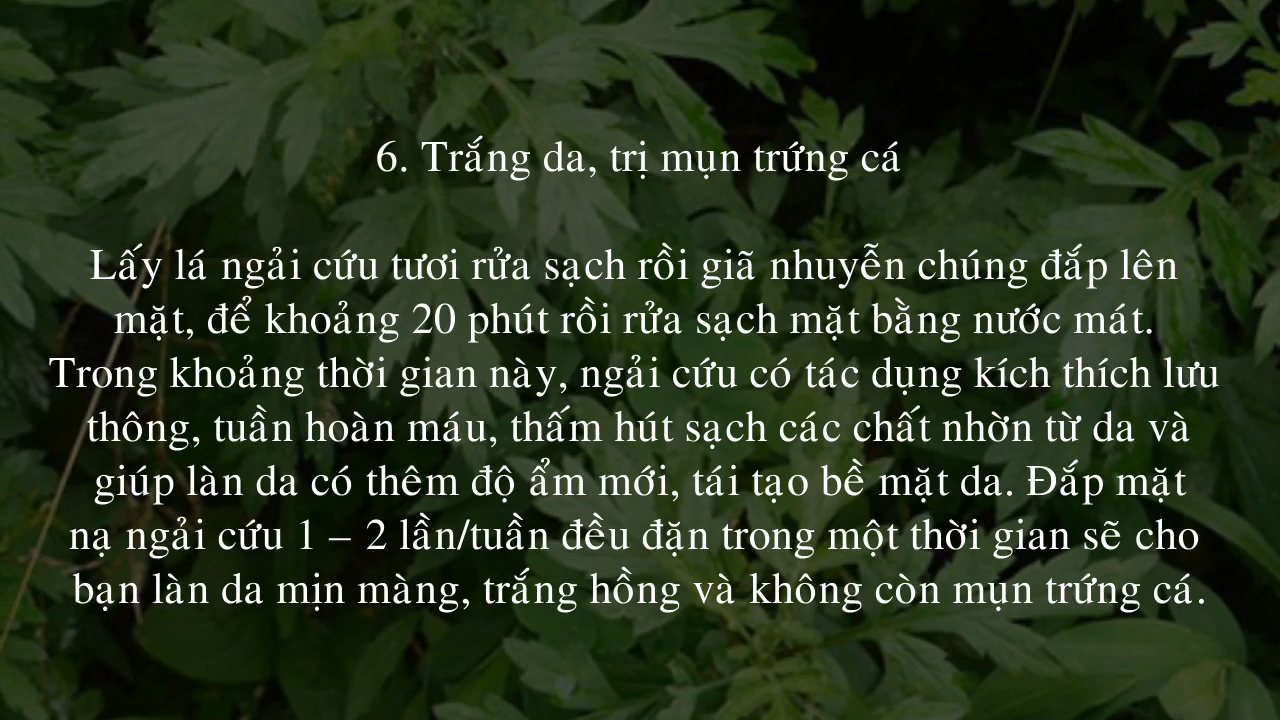 6. Trắng da, trị mụn trứng cá
Lấy lá ngải cứu tươi rửa sạch rồi giã nhuyễn chúng đắp lên
mặt, để khoảng 20 phút rồi rửa sạch mặt bằng nước mát.
Trong khoảng thời gian này, ngải cứu có tác dụng kích thích lưu
thông, tuần hoàn máu, thấm hút sạch các chất nhờn từ da và
giúp làn da có thêm độ ẩm mới, tái tạo bề mặt da. Đắp mặt
nạ ngải cứu 1 – 2 lần/tuần đều đặn trong một thời gian sẽ cho
bạn làn da mịn màng, trắng hồng và không còn mụn trứng cá.